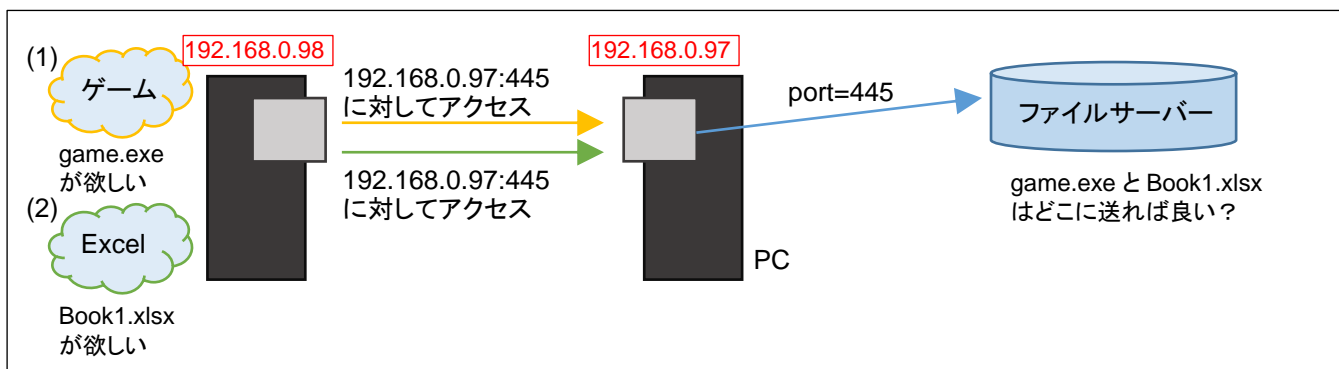 (1)
ゲーム
game.exe
が欲しい
(2)
Excel
Book1.xlsx
が欲しい
192.168.0.98
192.168.0.97:445
に対してアクセス
192.168.0.97:445
に対してアクセス
192.168.0.97
PC
port=445
ファイルサーバー
game.exe と Book1.xlsx
はどこに送れば良い？